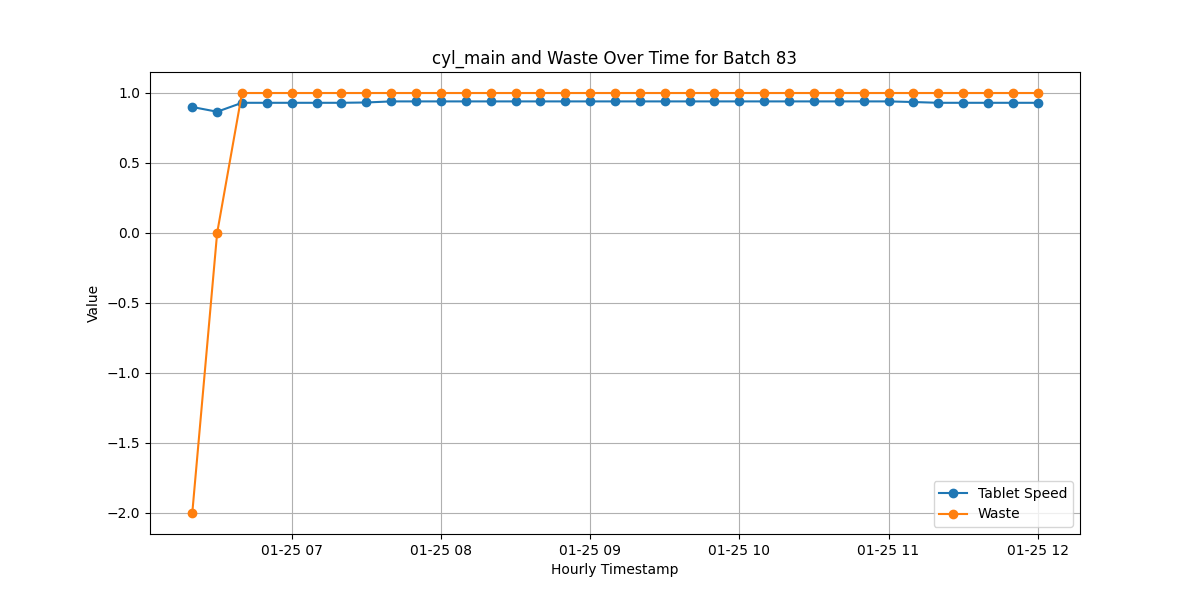 cyl_main and Waste Over Time for Batch 83
1.0
0.5
0.0
−0.5
−1.0
−1.5
−2.0
Value
Tablet Speed
Waste
01-25 07
01-25 08
01-25 09
01-25 10
01-25 11
01-25 12
Hourly Timestamp